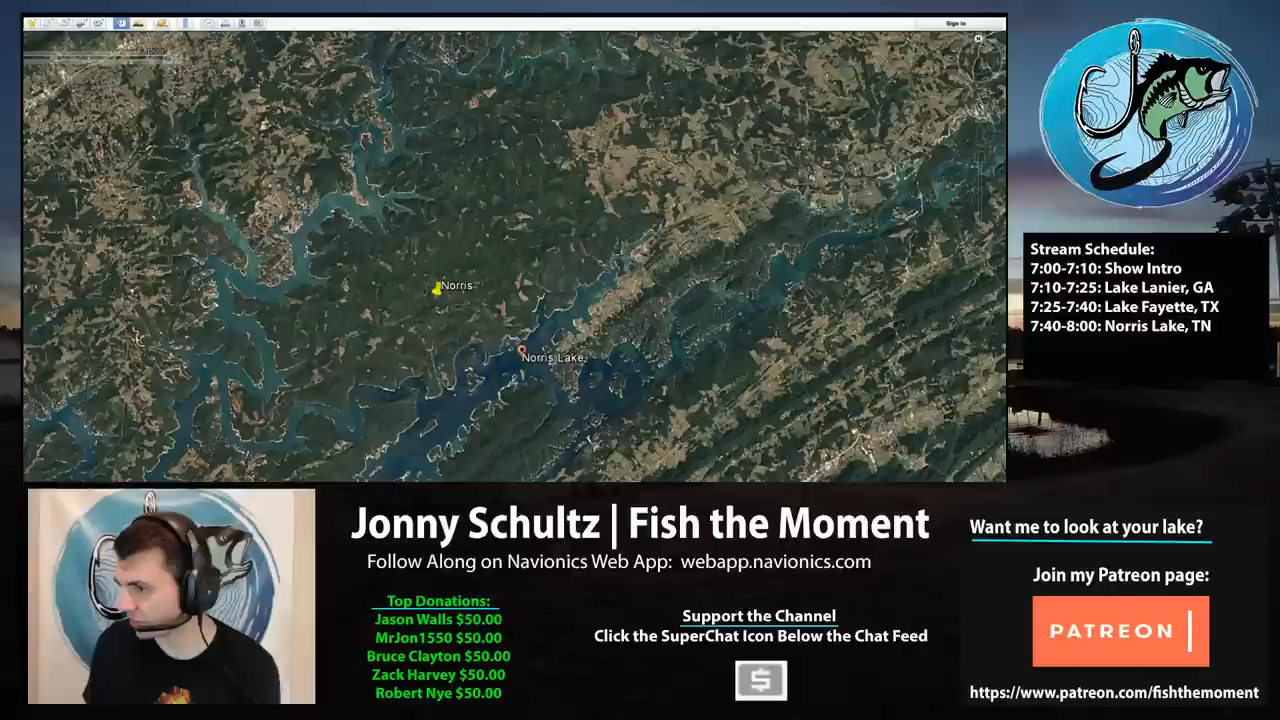 Sign in
Norris
Norris Lake
Stream Schedule:
7:00-7:10: Show Intro
7:10-7:25: Lake Lanier, GA
7:25-7:40: Lake Fayette, TX
7:40-8:00: Norris Lake, TN
Jonny Schultz | Fish the Moment
Follow Along on Navionics Web App: webapp.navionics.com
Top Donations:
Jason Walls $50.00
MrJon1550 $50.00
Bruce Clayton $50.00
Zack Harvey $50.00
Robert Nye $50.00
Support the Channel
Click the SuperChat Icon Below the Chat Feed
$
Want me to look at your lake?
Join my Patreon page:
PATREON
https://www.patreon.com/fishthemoment